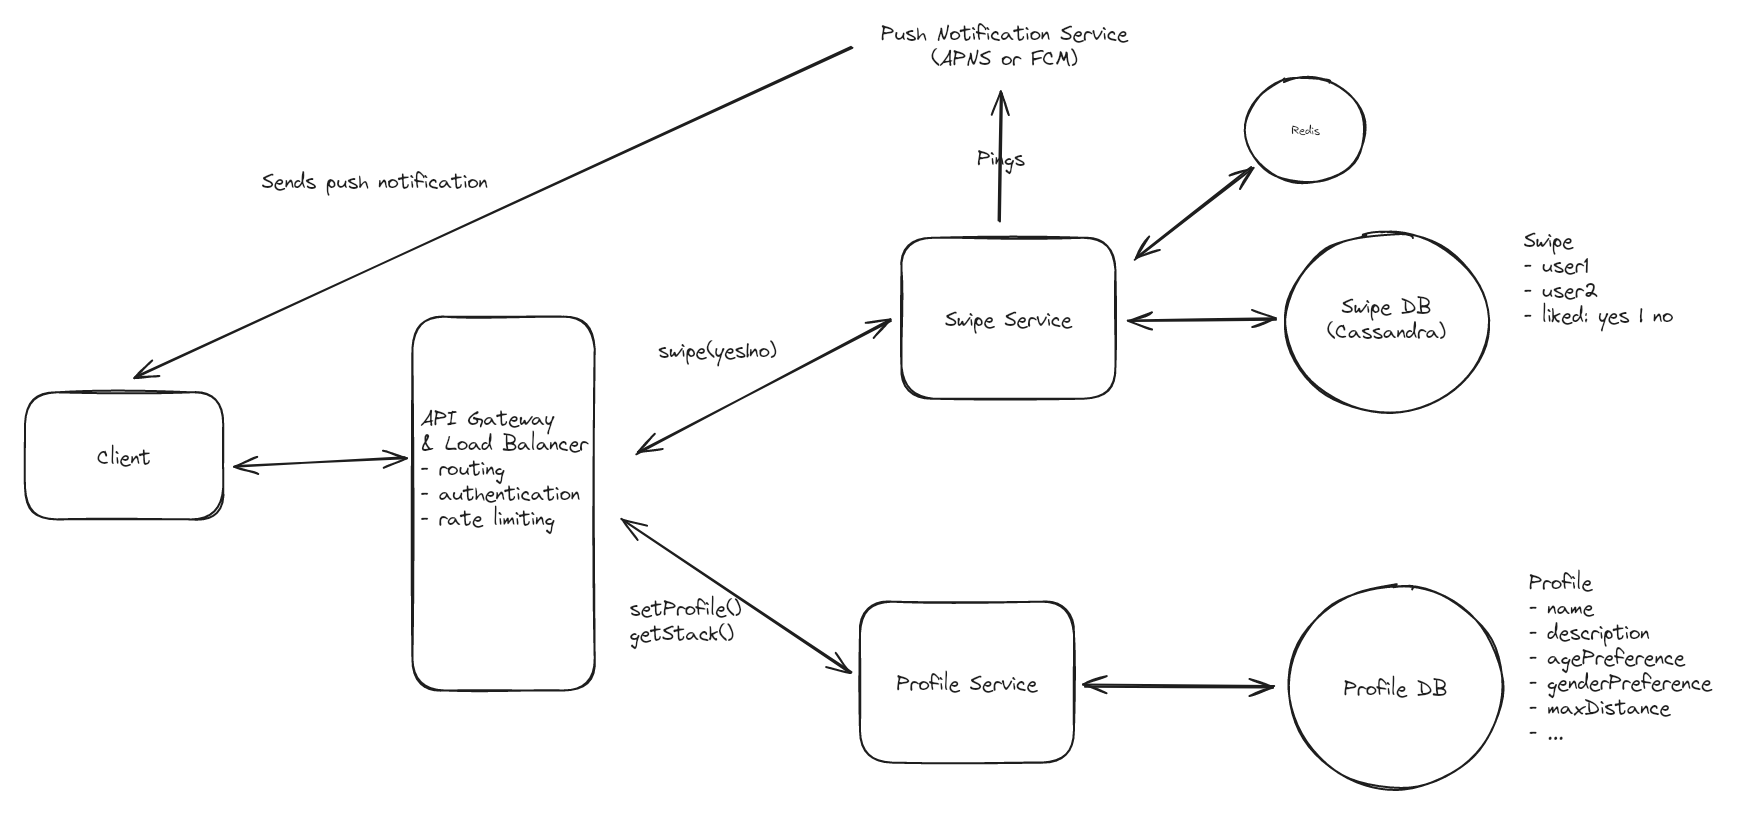 Push Notification Service
(APNS or FCM)
Redis
Pings
Sends push notification
Swipe
- user1
- user2
- liked: yes | no
Swipe DB
(Cassandra)
Swipe Service
swipe(yes|no)
API Gateway
& Load Balancer
- routing
- authentication
- rate limiting
Client
setProfile()
getStack()
Profile Service
Profile DB
Profile
- name
- description
- agePreference
- genderPreference
- maxDistance
- ...